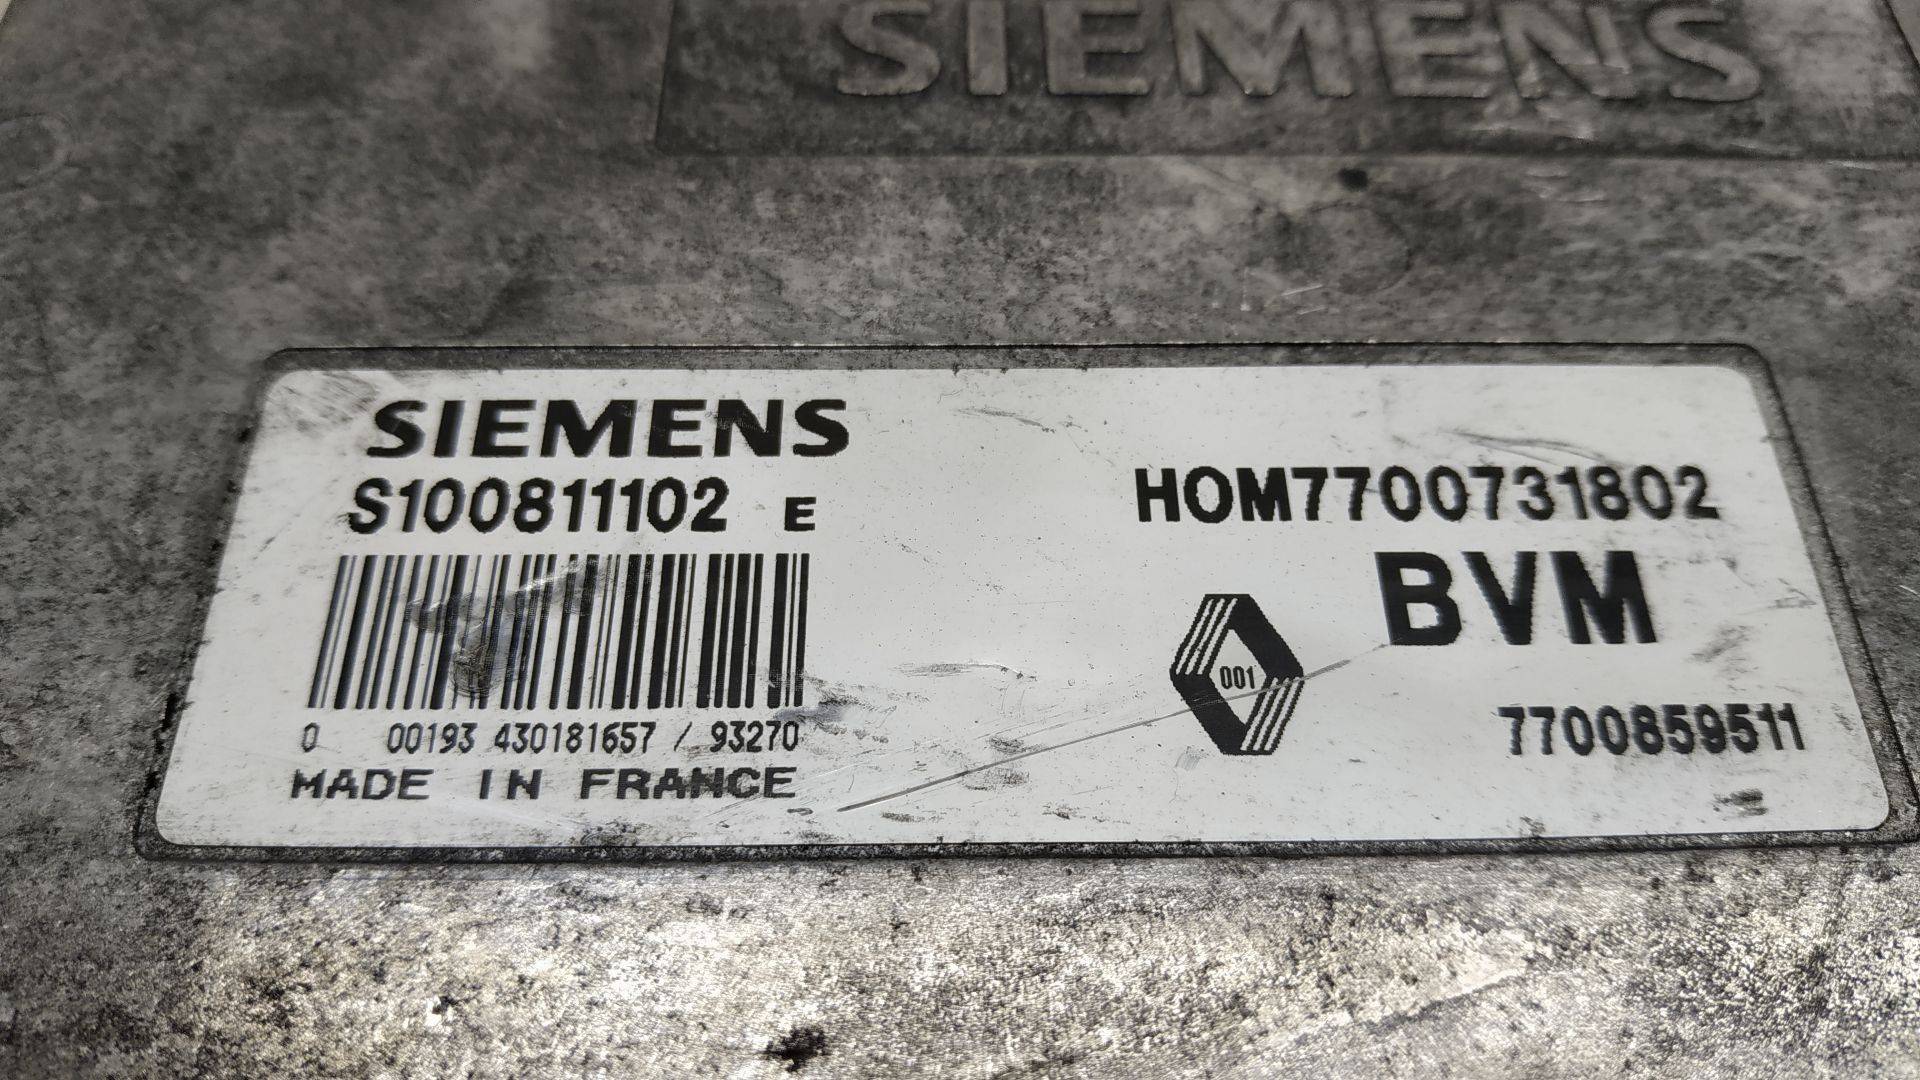 SIEMENS
SIEMENS
S100811102 E
HOM7700731802
BVM
001
7700859511
0 00193 430181657 / 93270
MADE IN FRANCE